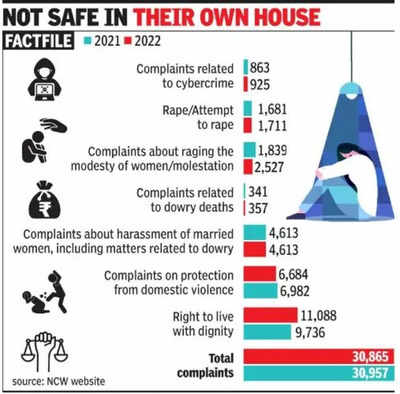 NOT SAFE IN THEIR OWN HOUSE
FACTFILE 2021 2022
Complaints related
to cybercrime
863
925
Rape/Attempt
to rape
1,681
1,711
Complaints about raging the
modesty of women/molestation
1,839
2,527
Complaints related
to dowry deaths
341
357
Complaints about harassment of married
women, including matters related to dowry
4,613
4,613
Complaints on protection
from domestic violence
6,684
6,982
Right to live
with dignity
11,088
9,736
Total
complaints
30,865
30,957
source: NCW website